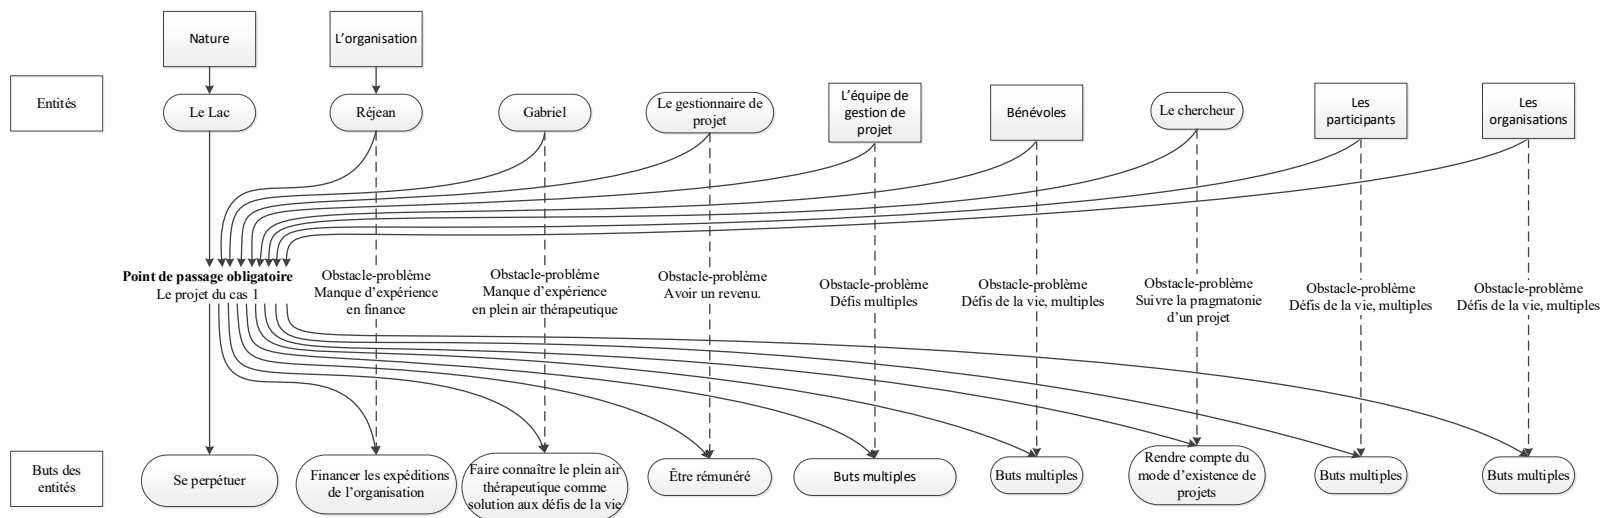 Nature
L'organisation
Entités
Le Lac
Réjean
Gabriel
Le gestionnaire de
projet
L'équipe de
gestion de
projet
Bénévoles
Le chercheur
Les
participants
Les
organisations
Point de passage obligatoire
Le projet du cas 1
Obstacle-problème
Manque d'expérience
en finance
Obstacle-problème
Manque d'expérience
en plein air thérapeutique
Obstacle-problème
Avoir un revenu.
Obstacle-problème
Défis multiples
Obstacle-problème
Défis de la vie, multiples
Obstacle-problème
Suivre la pragmatonie
d'un projet
Obstacle-problème
Défis de la vie, multiples
Obstacle-problème
Défis de la vie, multiples
Buts des
entités
Se perpétuer
Financer les expéditions
de l'organisation
Faire connaître le plein air
thérapeutique comme
solution aux défis de la vie
Être rémunéré
Buts multiples
Buts multiples
Rendre compte du
mode d'existence de
projets
Buts multiples
Buts multiples